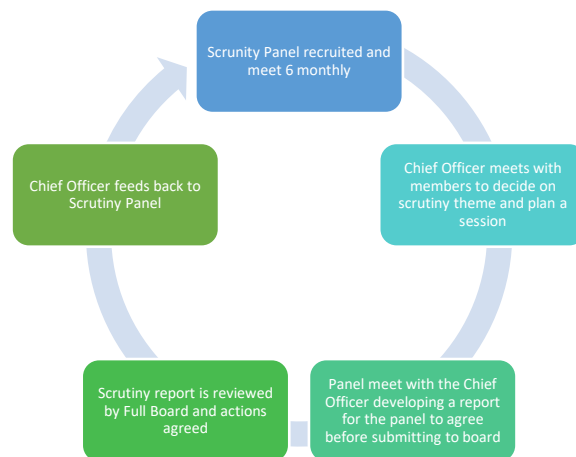 Scrunity Panel recruited and
meet 6 monthly
Chief Officer meets with
members to decide on
scrutiny theme and plan a
session
Panel meet with the Chief
Officer developing a report
for the panel to agree
before submitting to board
Scrutiny report is reviewed
by Full Board and actions
agreed
Chief Officer feeds back to
Scrutiny Panel